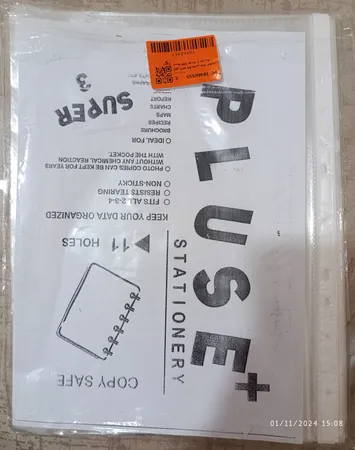 PLUSE+
STATIONERY
COPY SAFE
11 HOLES
KEEP YOUR DATA ORGANIZED
FITS ALL 2-3-4
RESISTS TEARING
NON-STICKY
PHOTO COPIES CAN BE KEPT FOR YEARS
WITHOUT ANY CHEMICAL REACTION
WITH THE POCKET.
IDEAL FOR
BROCHURE
RECIPES
MAPS
CHARTS
REPORT
SUPER
3
01/11/2024 15:08